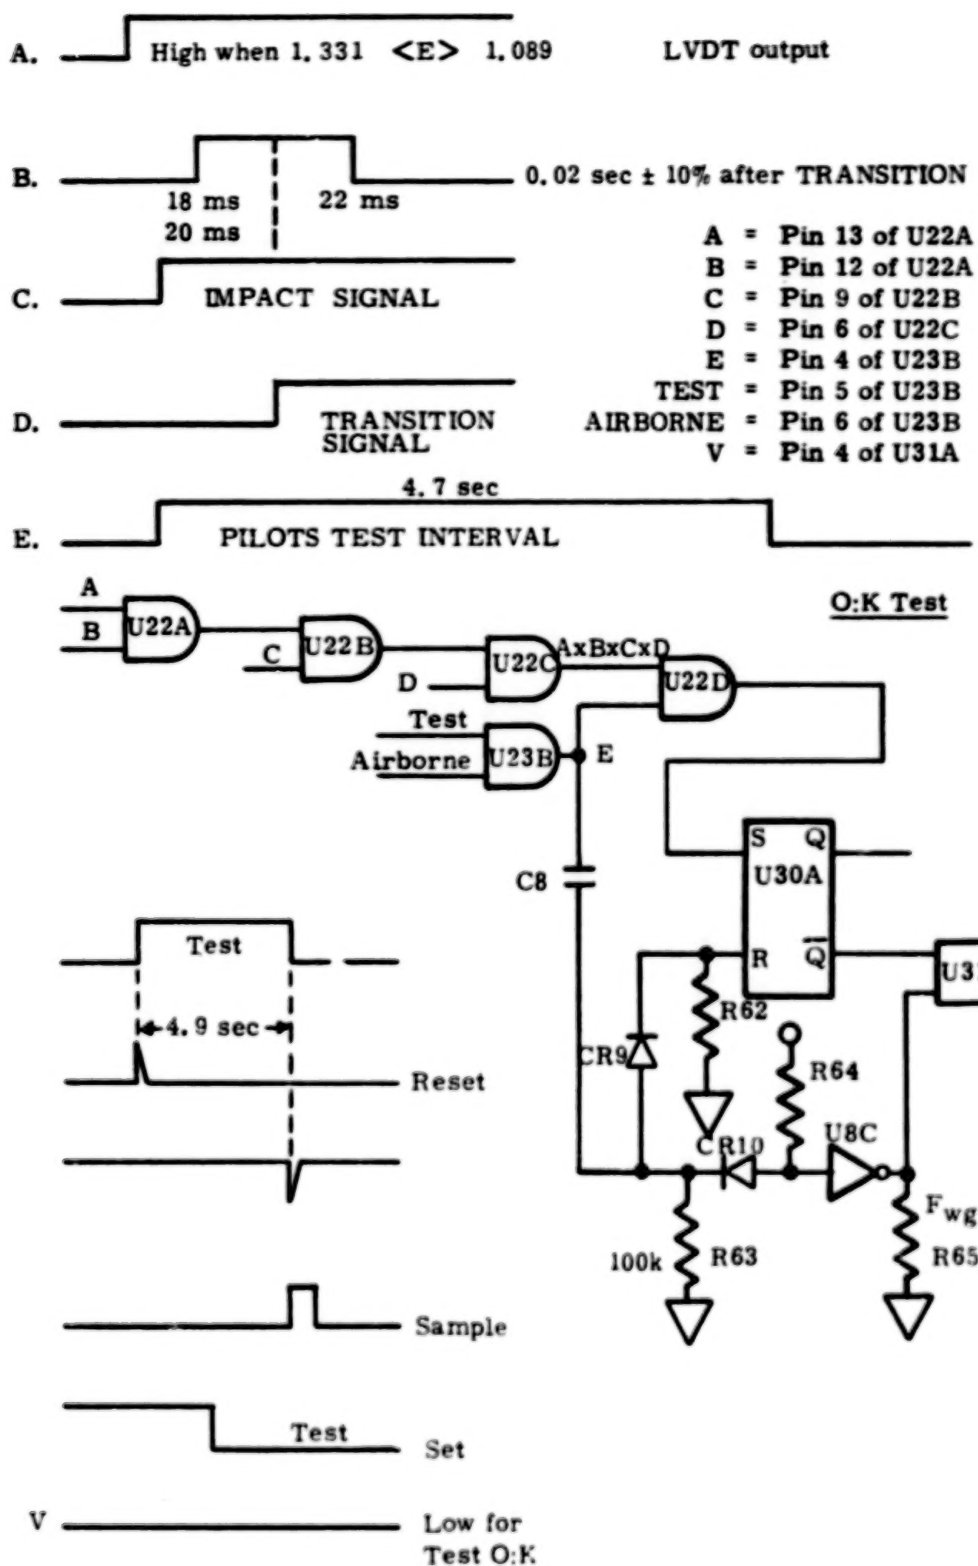 A. High when 1.331 <E> 1.089 LVDT output
B. 18 ms 22 ms 0.02 sec ± 10% after TRANSITION
20 ms
A = Pin 13 of U22A
B = Pin 12 of U22A
C. IMPACT SIGNAL
C = Pin 9 of U22B
D = Pin 6 of U22C
E = Pin 4 of U23B
D. TRANSITION
SIGNAL
TEST = Pin 5 of U23B
AIRBORNE = Pin 6 of U23B
V = Pin 4 of U31A
4.7 sec
E. PILOTS TEST INTERVAL
O:K Test
A
B
U22A
C
U22B
D
U22C
AxBxCxD
U22D
Test
Airborne
U23B
E
C8
S Q
U30A
R Q̅
U31
Test
4.9 sec
Reset
R62
CR9
R64
CR10
U8C
Fwg
100k
R63
R65
Sample
Test
Set
V
Low for
Test O:K